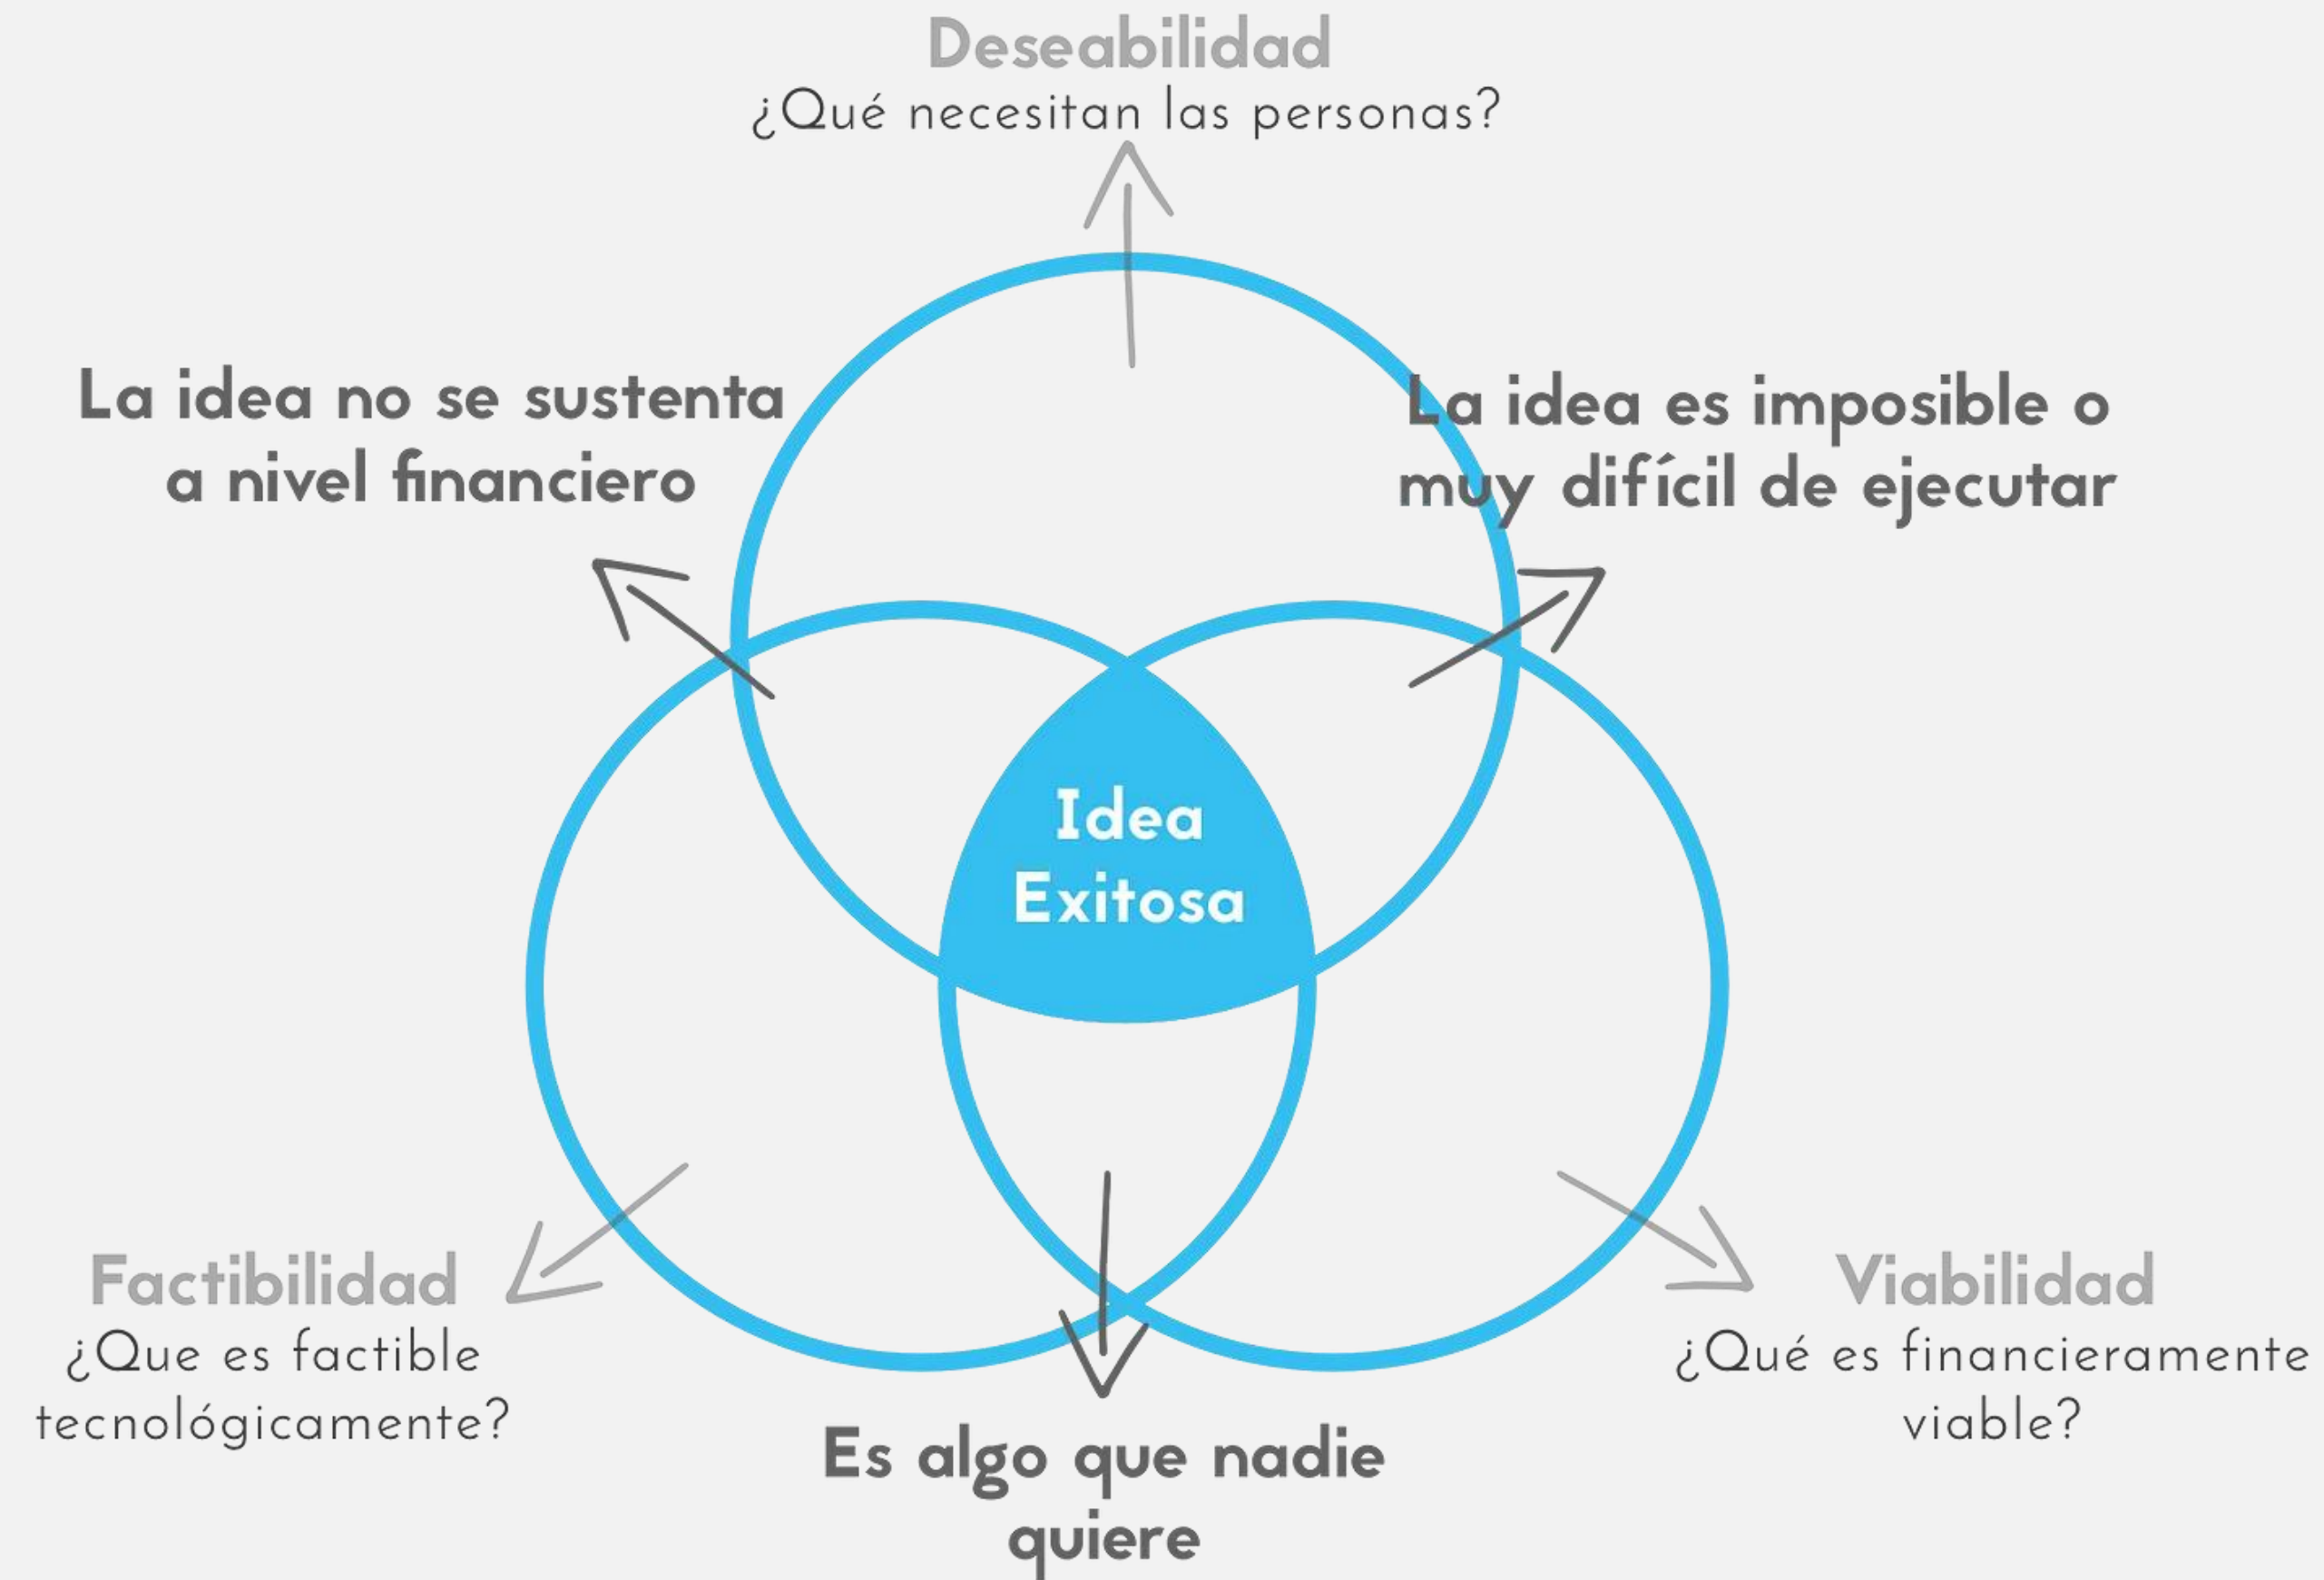 Deseabilidad
¿Qué necesitan las personas?
La idea no se sustenta
a nivel financiero
La idea es imposible o
muy difícil de ejecutar
Idea
Exitosa
Factibilidad
¿Que es factible
tecnológicamente?
Viabilidad
¿Qué es financieramente
viable?
Es algo que nadie
quiere